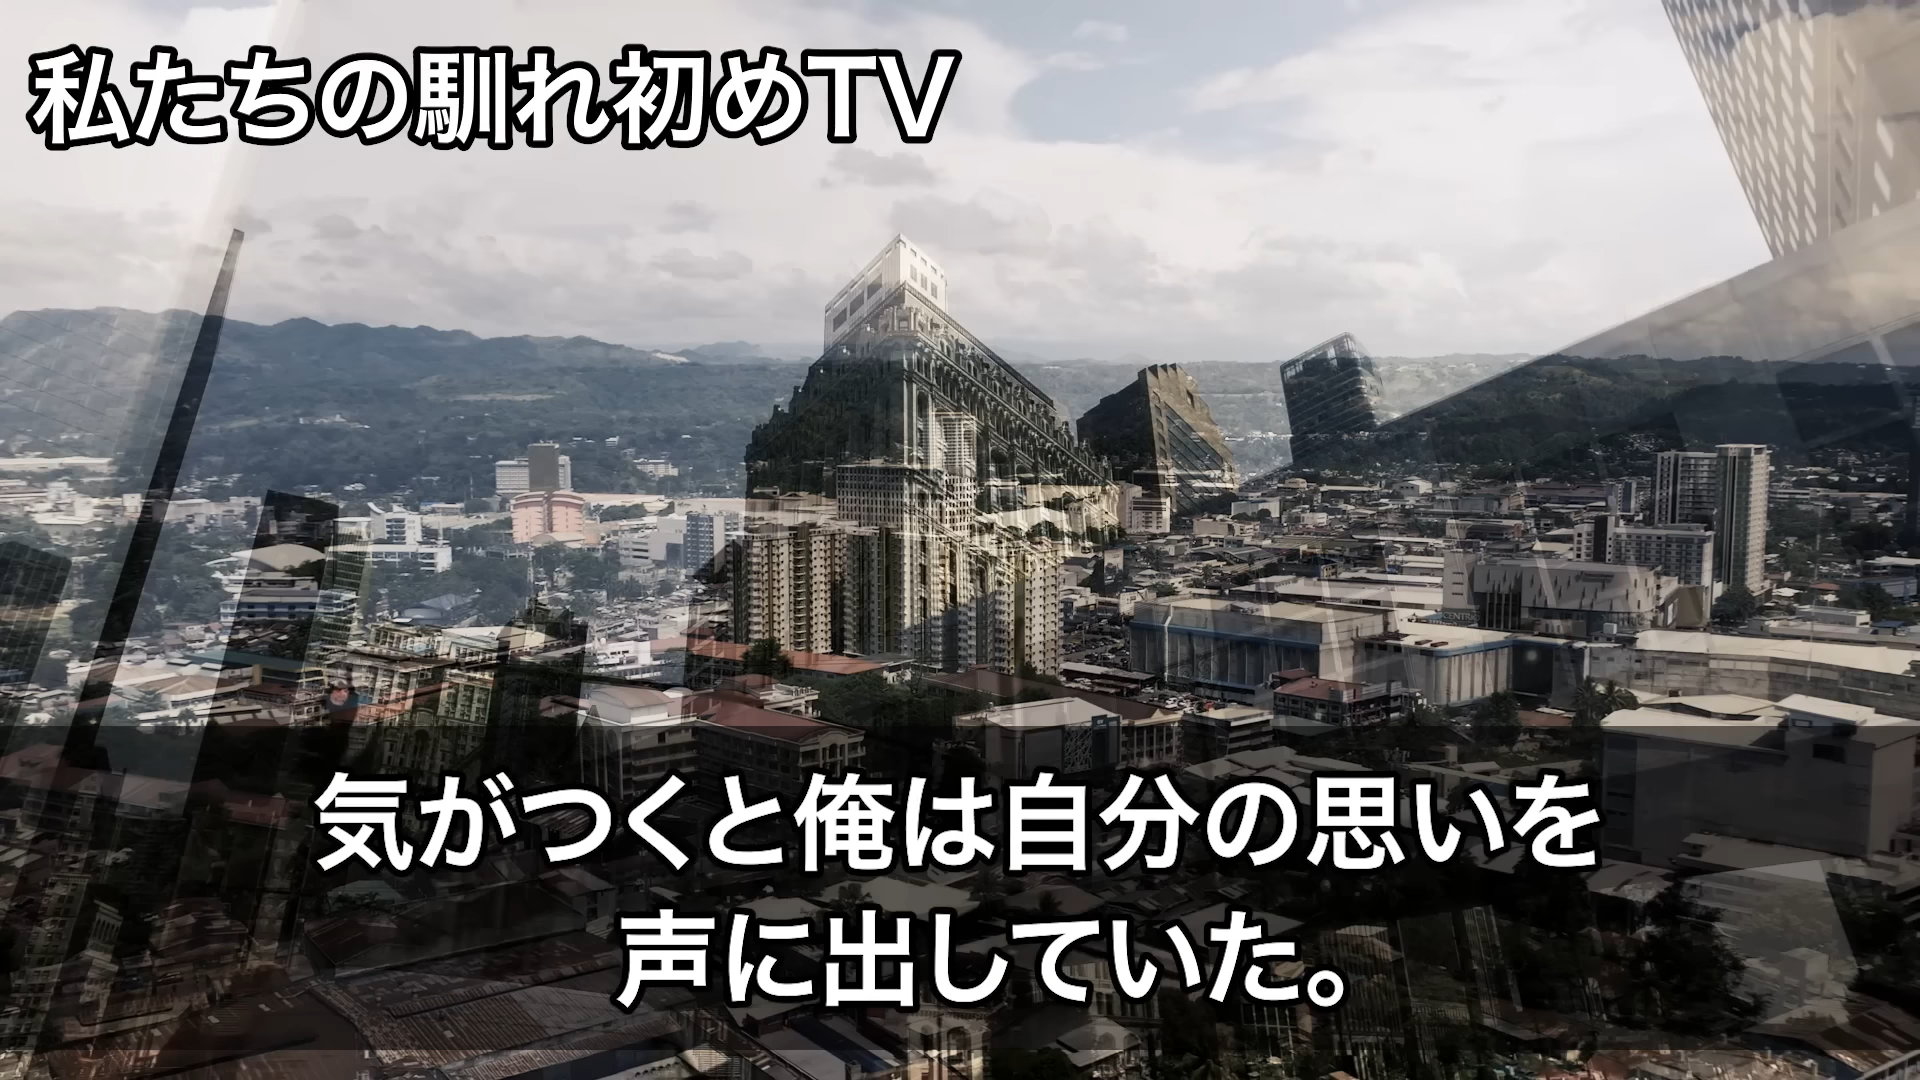 私たちの馴れ初めTV
気がつくと俺は自分の思いを
声に出していた。